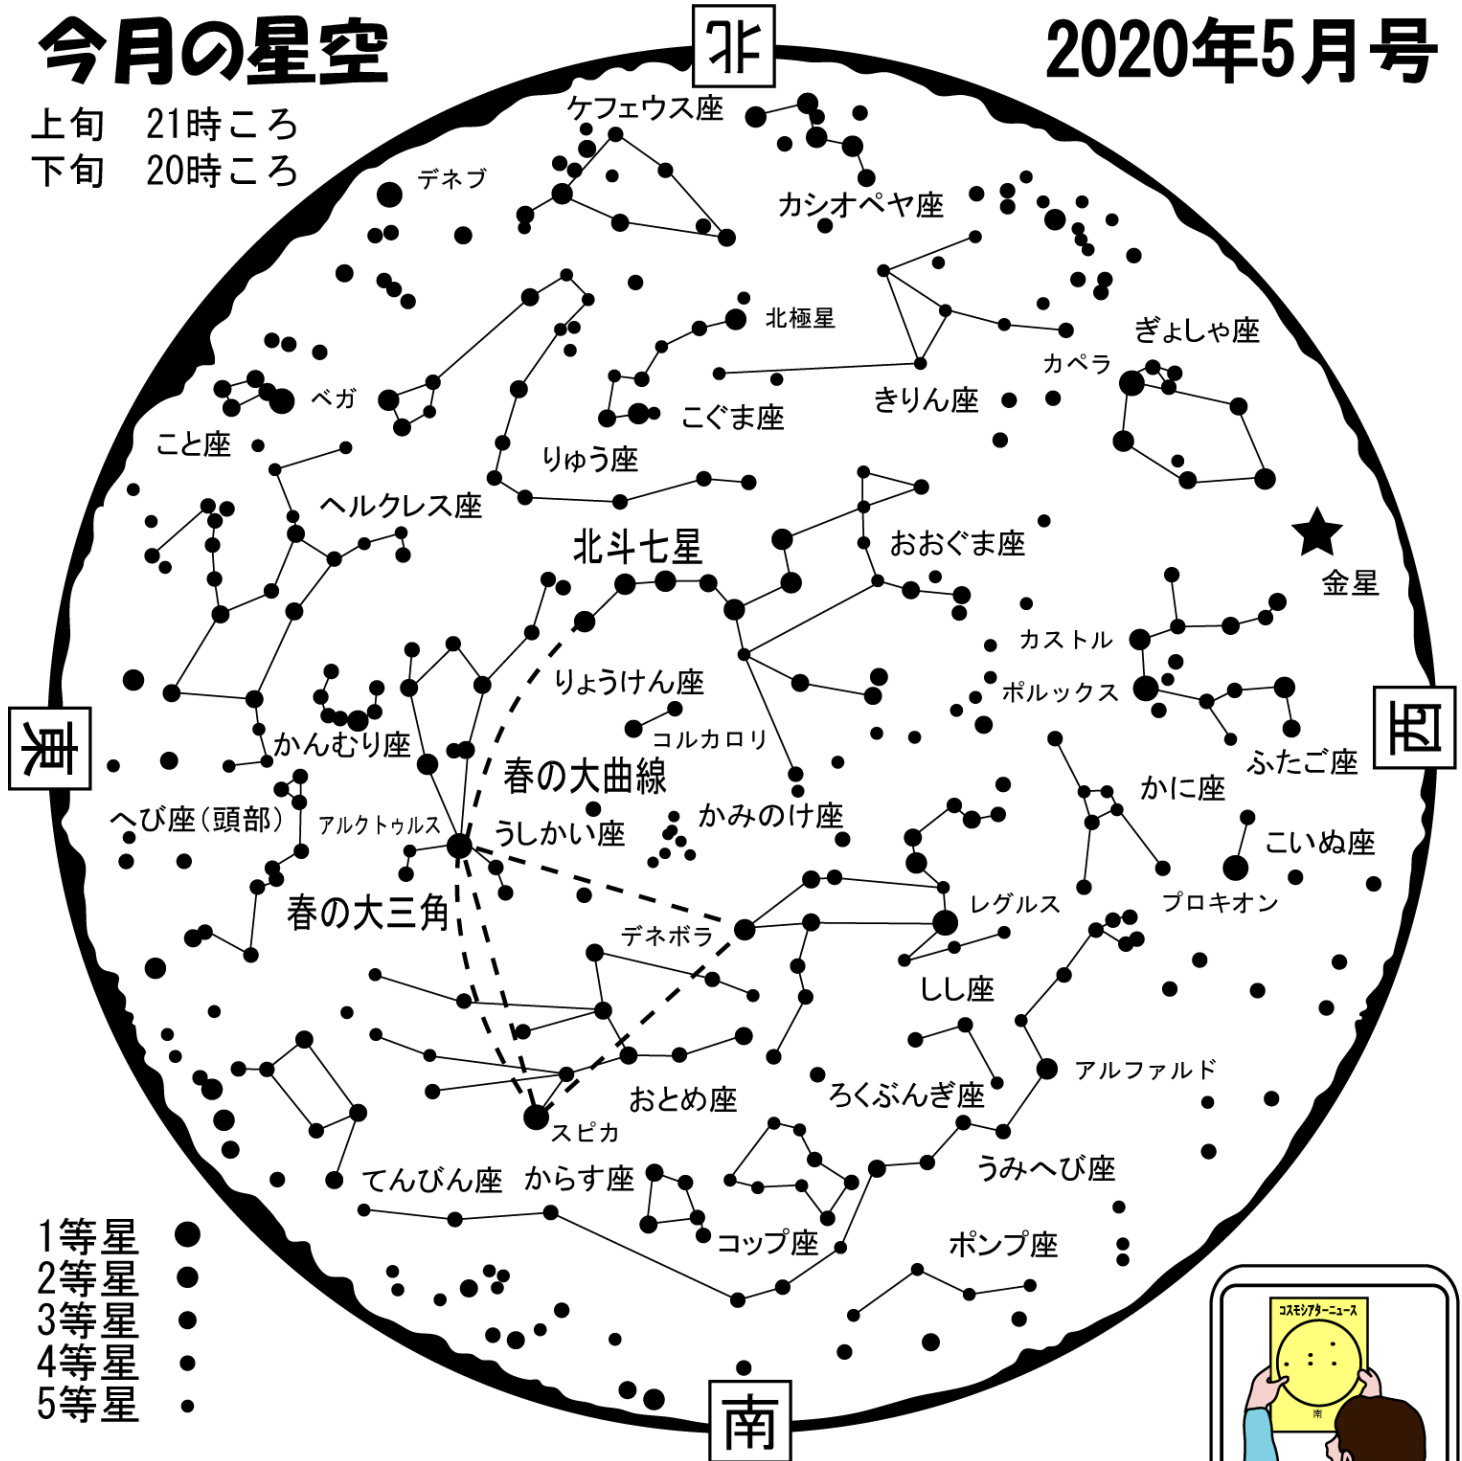 今月の星空
2020年5月号
上旬　21時ころ
下旬　20時ころ
北
ケフェウス座
デネブ
カシオペヤ座
北極星
ぎょしゃ座
カペラ
ベガ
きりん座
こぐま座
こと座
りゅう座
ヘルクレス座
北斗七星
おおぐま座
金星
カストル
りょうけん座
ポルックス
東
西
かんむり座
コルカロリ
ふたご座
春の大曲線
かに座
へび座(頭部)
アルクトゥルス
うしかい座
かみのけ座
こいぬ座
春の大三角
レグルス
プロキオン
デネボラ
しし座
アルファルド
おとめ座
ろくぶんぎ座
スピカ
うみへび座
てんびん座
からす座
コップ座
ポンプ座
1等星
2等星
3等星
4等星
5等星
南
コスモシアターニュース
南